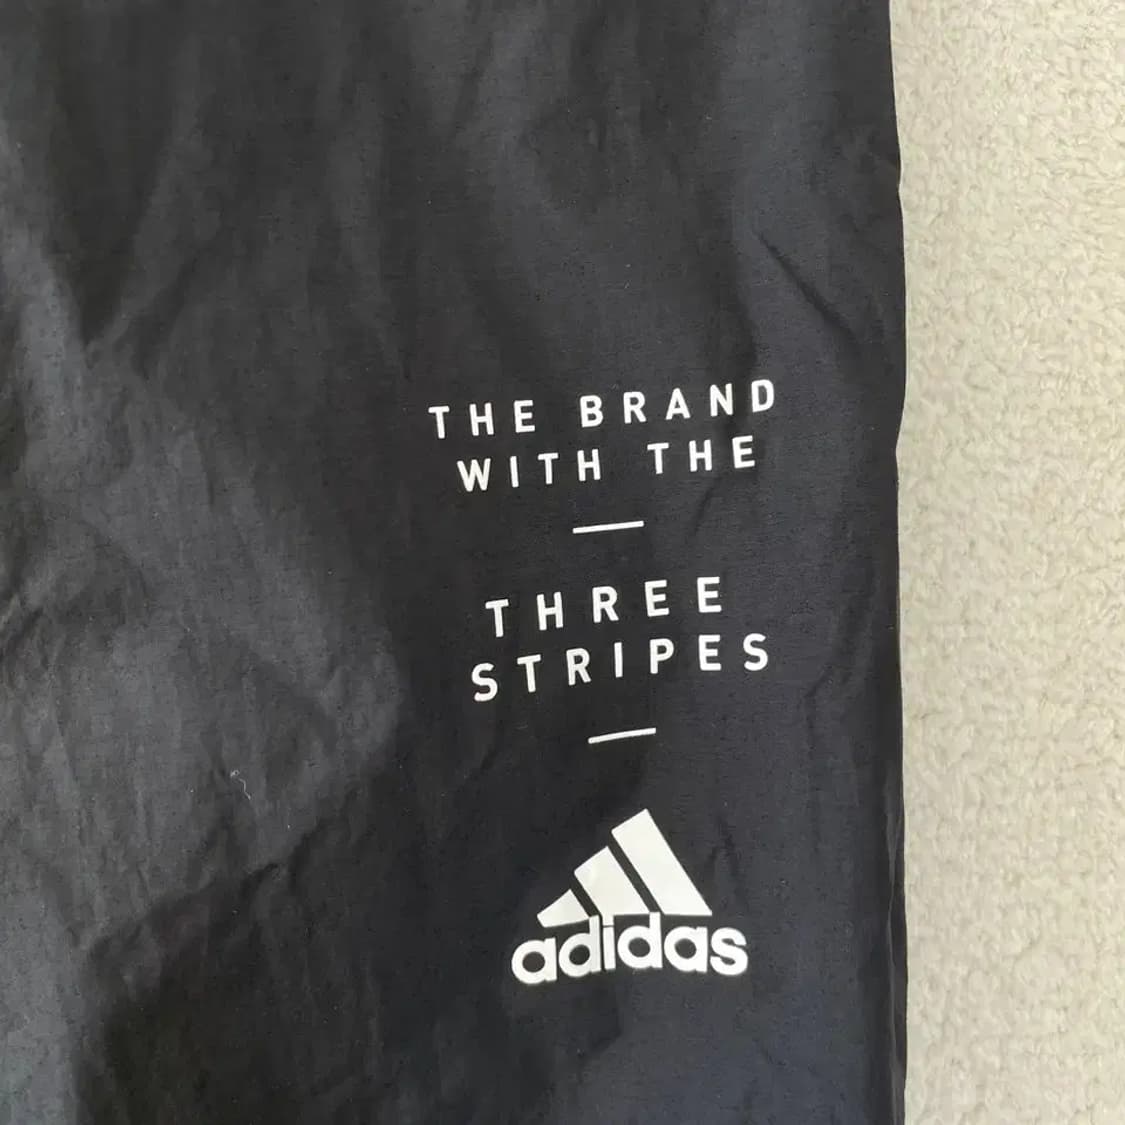 THE BRAND
WITH THE
THREE
STRIPES
adidas